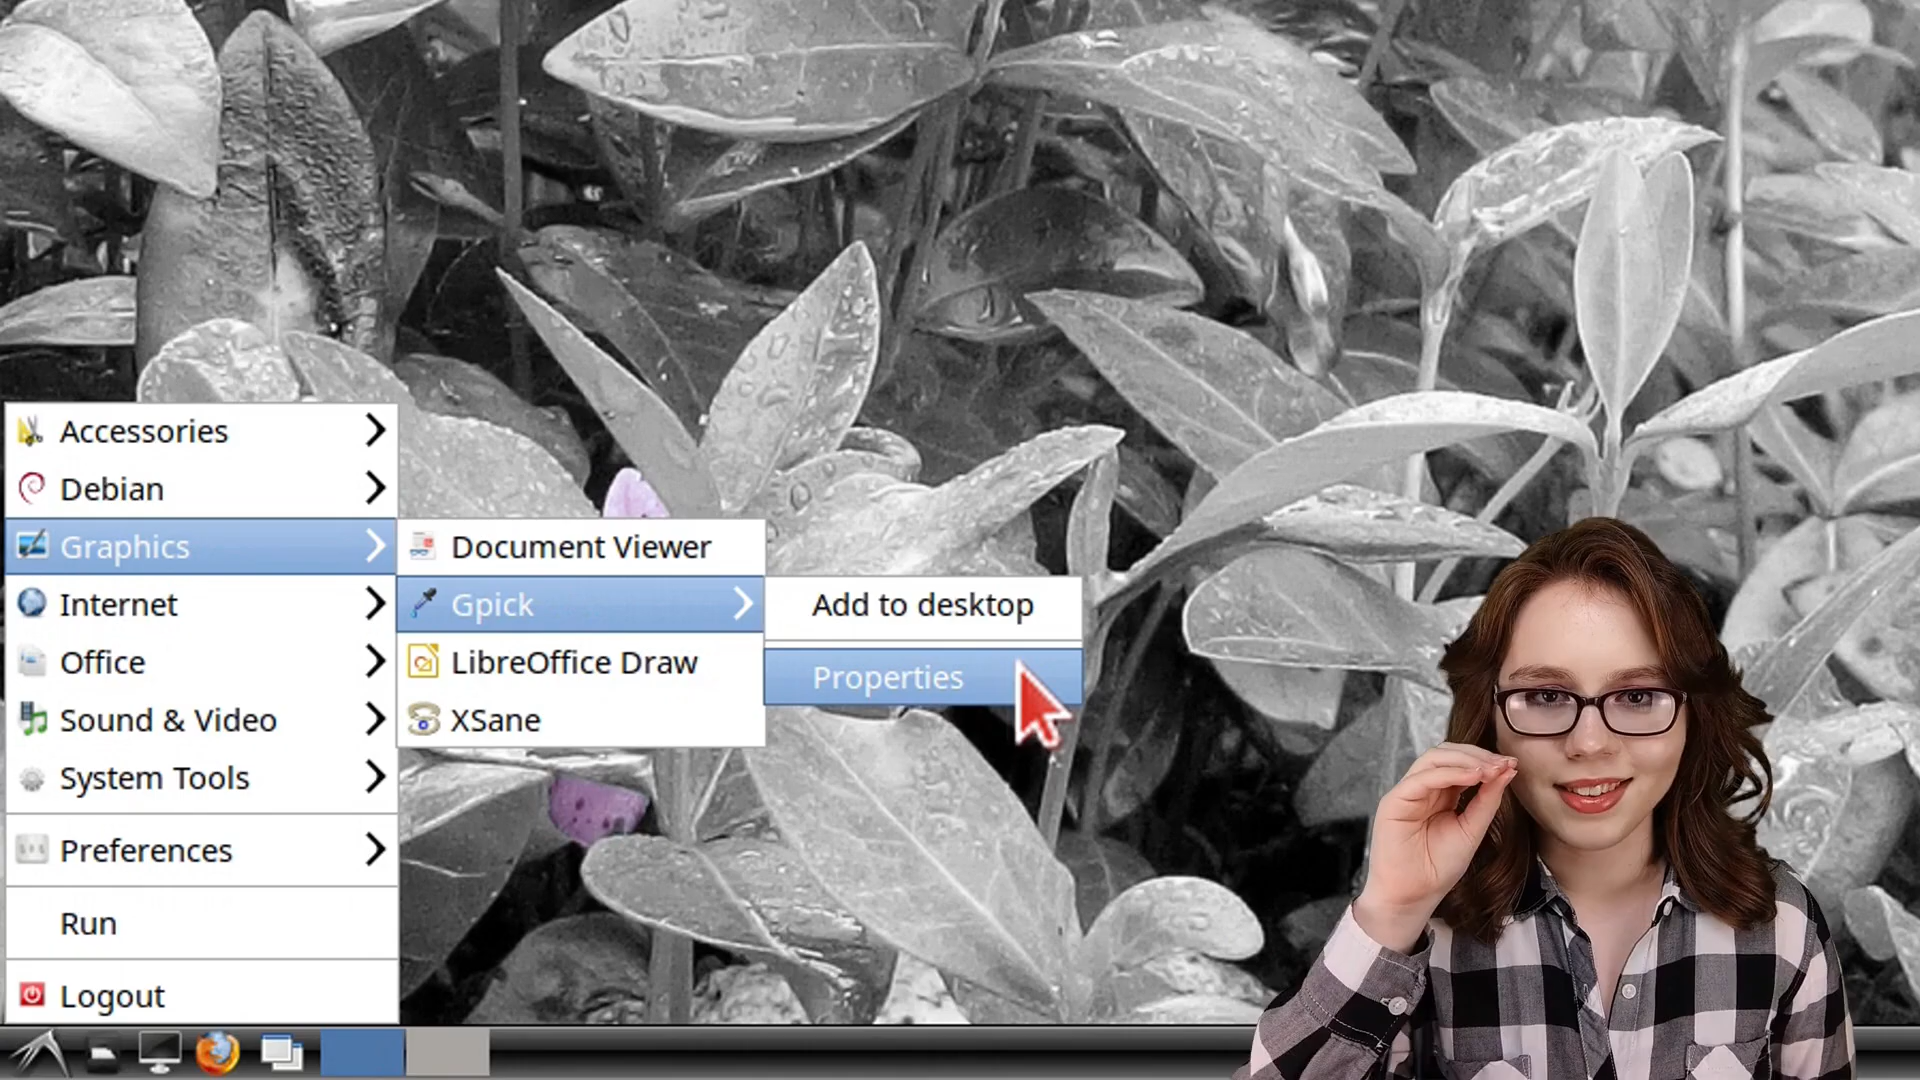 Accessories
Debian
Graphics
Internet
Office
Sound & Video
System Tools
Preferences
Run
Logout
Document Viewer
Gpick
LibreOffice Draw
XSane
Add to desktop
Properties